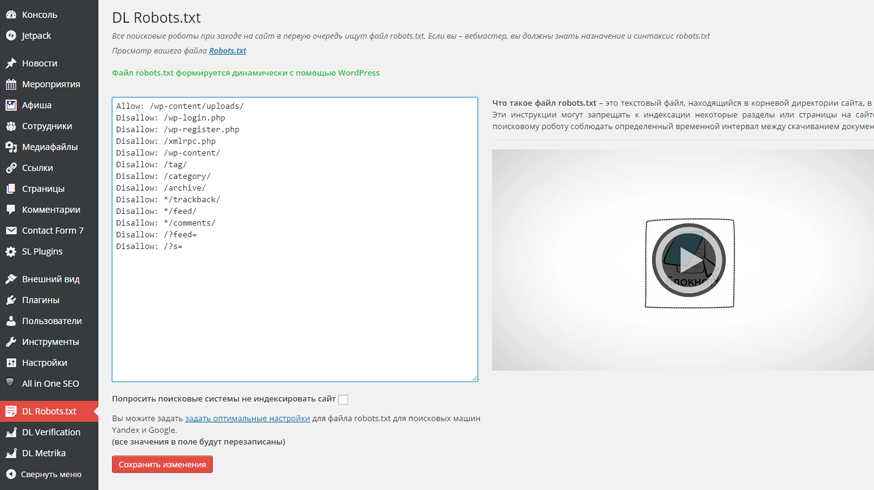 Консоль
Jetpack
Новости
Мероприятия
Афиша
Сотрудники
Медиафайлы
Ссылки
Страницы
Комментарии
Contact Form 7
SL Plugins
Внешний вид
Плагины
Пользователи
Инструменты
Настройки
All in One SEO
DL Robots.txt
DL Verification
DL Metrika
Свернуть меню
DL Robots.txt
Все поисковые роботы при заходе на сайт в первую очередь ищут файл robots.txt. Если вы – вебмастер, вы должны знать назначение и синтаксис robots.txt
Просмотр вашего файла Robots.txt
Файл robots.txt формируется динамически с помощью WordPress
Allow: /wp-content/uploads/
Disallow: /wp-login.php
Disallow: /wp-register.php
Disallow: /xmlrpc.php
Disallow: /wp-content/
Disallow: /tag/
Disallow: /category/
Disallow: /archive/
Disallow: */trackback/
Disallow: */feed/
Disallow: */comments/
Disallow: /?feed=
Disallow: /?s=
Попросить поисковые системы не индексировать сайт
Вы можете задать задать оптимальные настройки для файла robots.txt для поисковых машин
Yandex и Google.
(все значения в поле будут перезаписаны)
Сохранить изменения
Что такое файл robots.txt – это текстовый файл, находящийся в корневой директории сайта, в
Эти инструкции могут запрещать к индексации некоторые разделы или страницы на сайт
поисковому роботу соблюдать определенный временной интервал между скачиванием докумен
БЛОКНОТ